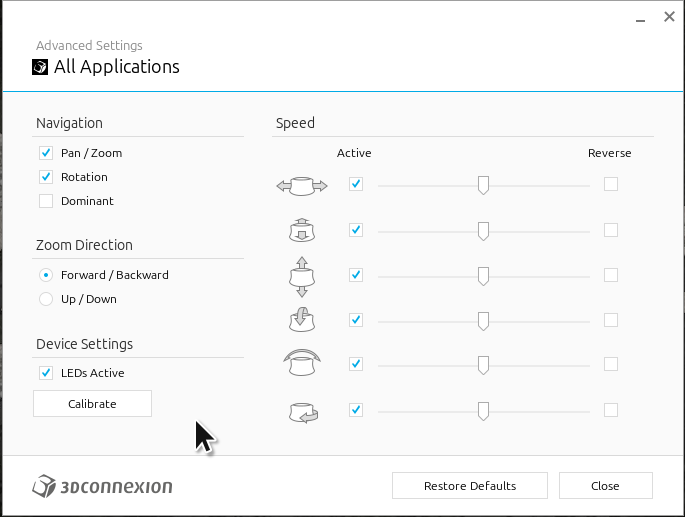 Advanced Settings
All Applications
Navigation
Pan / Zoom
Rotation
Dominant
Zoom Direction
Forward / Backward
Up / Down
Device Settings
LEDs Active
Calibrate
Speed
Active Reverse
3Dconnexion
Restore Defaults Close